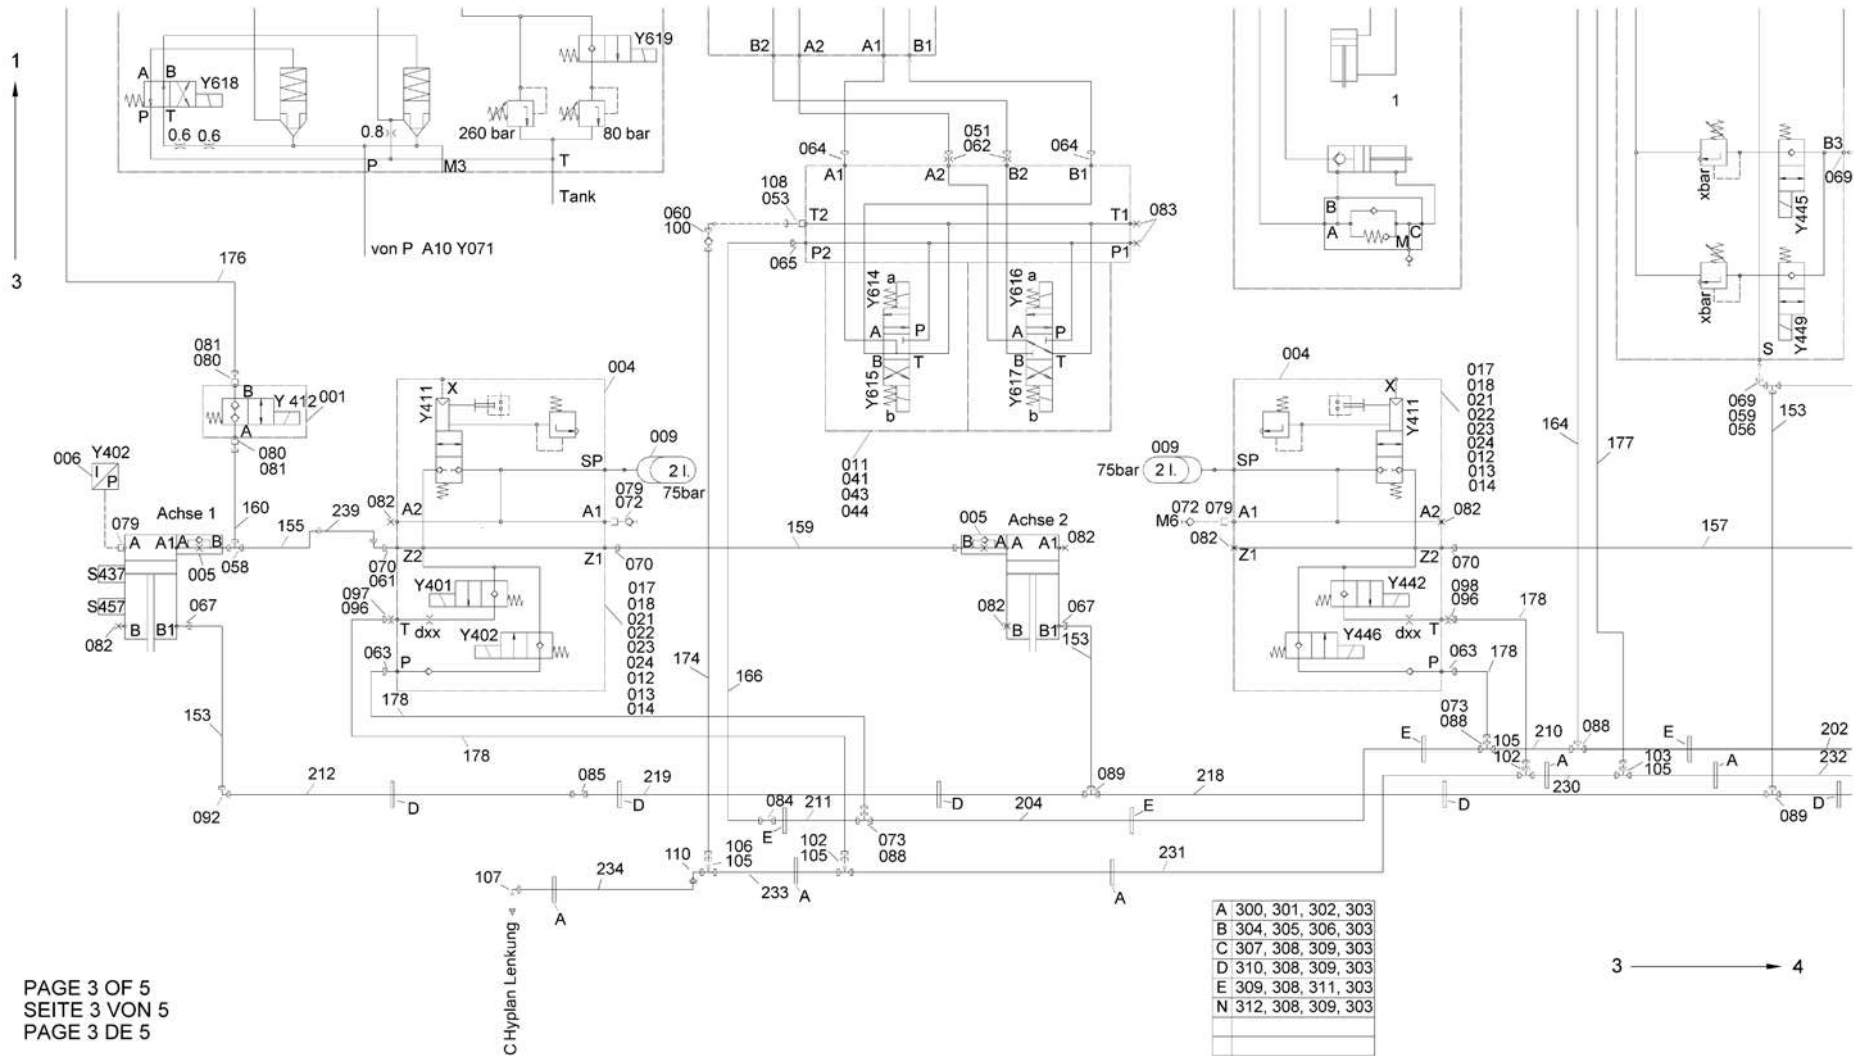 1
3
A B
Y618
P T
0.6 0.6
0.8
260 bar
80 bar
Y619
P
M3
T
Tank
von P A10 Y071
176
B2 A2 A1 B1
064
051
062
064
A1 A2 B2 B1
108
053
T2
T1
083
060
100
065
P2
P1
Y614
a
Y616
a
A P
A P
B T
B T
Y615
b
Y617
b
011
041
043
044
1
B
A
M
C
xbar
Y445
B3
069
xbar
Y449
S
069
059
056
153
081
080
B
Y 412
001
A
080
081
006
Y402
I
P
Achse 1
079
A A1 A B
005
058
160
155
239
S437
S457
067
B B1
082
153
092
004
Y411
X
SP
009
2 l.
75bar
082
A2
A1
079
072
Z2
Z1
070
070
061
Y401
097
096
T dxx
Y402
063
P
017
018
021
022
023
024
012
013
014
178
178
159
174
166
Achse 2
005
B A A A1
082
082
067
B B1
153
004
X
Y411
017
018
021
022
023
024
012
013
014
009
75bar
2 l.
SP
072 079
M6
A1
A2
082
082
Z1
Z2
070
157
Y442
098
096
178
dxx T
Y446
P
063
178
164
177
073
088
105
102
210
088
E
E
A
103
105
A
202
232
230
212
D
085
219
D
D
089
218
D
089
D
084
211
E
073
088
204
E
107
234
A
110
106
105
233
102
105
A
231
A
C Hyplan Lenkung
A 300, 301, 302, 303
B 304, 305, 306, 303
C 307, 308, 309, 303
D 310, 308, 309, 303
E 309, 308, 311, 303
N 312, 308, 309, 303
3 4
PAGE 3 OF 5
SEITE 3 VON 5
PAGE 3 DE 5